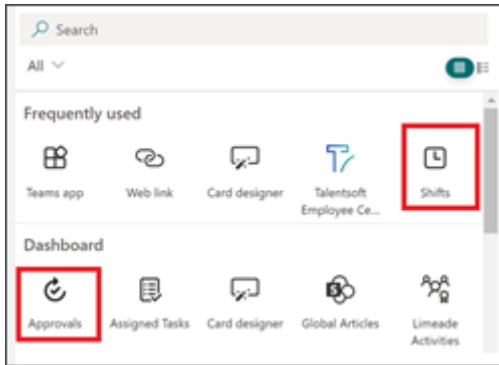 Search
All
Frequently used
Teams app
Web link
Card designer
Talentsoft
Employee Ce...
Shifts
Dashboard
Approvals
Assigned Tasks
Card designer
Global Articles
Limeade
Activities